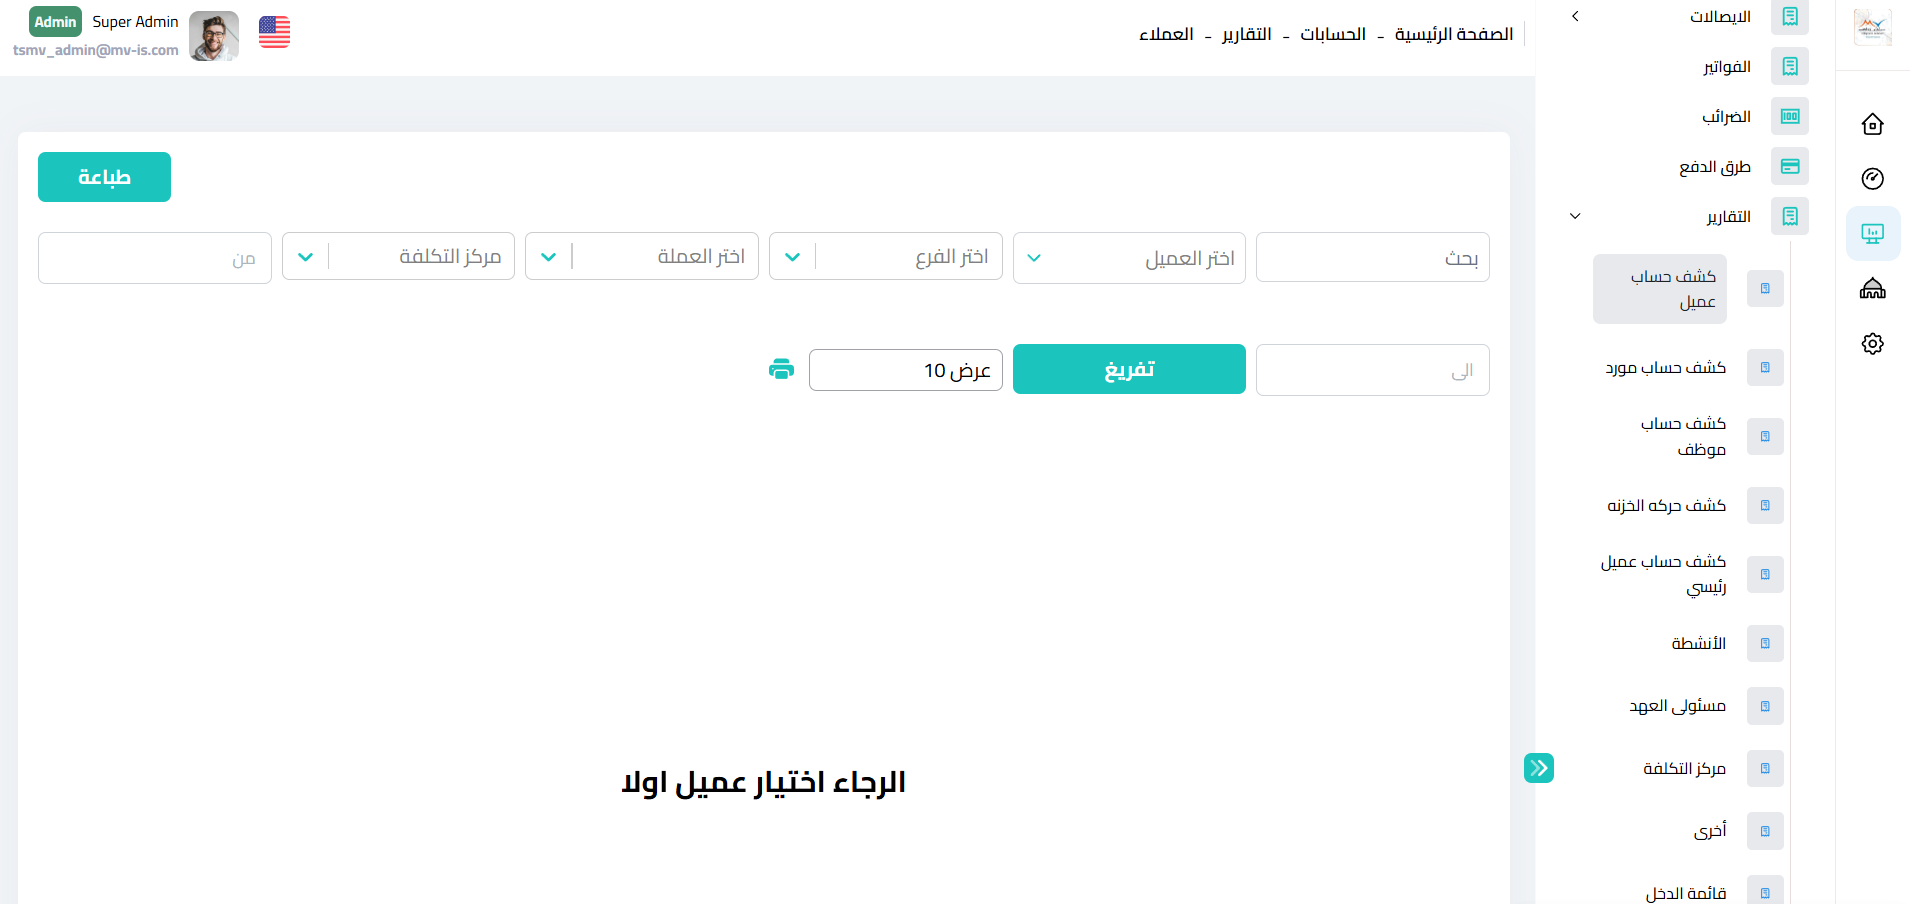 الصفحة الرئيسية - الحسابات - التقارير - العملاء
Admin Super Admin
tsmv_admin@mv-is.com
الايصالات
الفواتير
الضرائب
طرق الدفع
التقارير
كشف حساب
عميل
كشف حساب مورد
كشف حساب
موظف
كشف حركه الخزنه
كشف حساب عميل
رئيسي
الأنشطة
مسئولى العهد
مركز التكلفة
أخرى
قائمة الدخل
طباعة
بحث
اختر العميل
اختر الفرع
اختر العملة
مركز التكلفة
من
الى
تفريغ
عرض 10
الرجاء اختيار عميل اولا